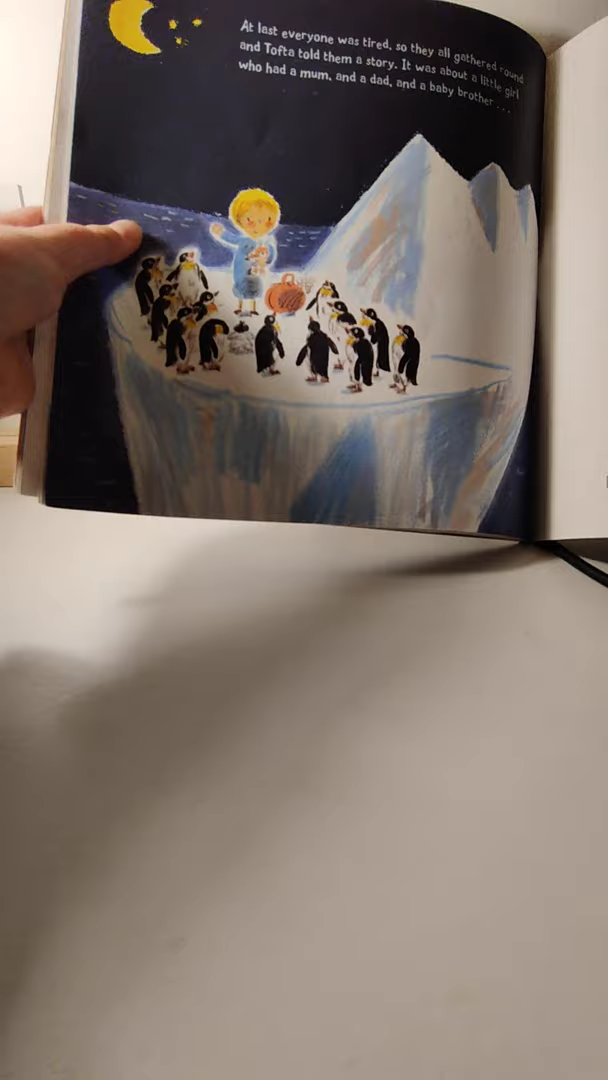 At last everyone was tired, so they all gathered round
and Tofta told them a story. It was about a little girl
who had a mum, and a dad, and a baby brother . . .